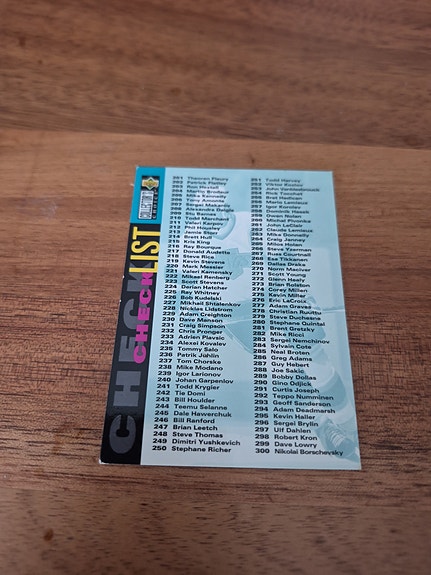 UPPER DECK
COLLECTOR'S
CHOICE
CHECK
CHECK LIST
201 Theoren Fleury
202 Patrick Flatley
203 Ron Hextall
204 Martin Brodeur
205 Mike Kennedy
206 Tony Amonte
207 Sergei Makarov
208 Alexandre Daigle
209 Stu Barnes
210 Todd Marchant
211 Valeri Karpov
212 Phil Housley
213 Jamie Storr
214 Brett Hull
215 Kris King
216 Ray Bourque
217 Donald Audette
218 Steve Rice
219 Kevin Stevens
220 Mark Messier
221 Valeri Kamensky
222 Mikael Renberg
223 Scott Stevens
224 Derian Hatcher
225 Ray Whitney
226 Bob Kudelski
227 Mikhail Shtalenkov
228 Nicklas Lidstrom
229 Adam Creighton
230 Dave Manson
231 Craig Simpson
232 Chris Pronger
233 Adrien Plavsic
234 Alexei Kovalev
235 Tommy Salo
236 Patrik Juhlin
237 Tom Chorske
238 Mike Modano
239 Igor Larionov
240 Johan Garpenlov
241 Todd Krygier
242 Tie Domi
243 Bill Houlder
244 Teemu Selanne
245 Dale Hawerchuk
246 Bill Ranford
247 Brian Leetch
248 Steve Thomas
249 Dimitri Yushkevich
250 Stephane Richer
251 Todd Harvey
252 Viktor Kozlov
253 John Vanbiesbrouck
254 Rick Tocchet
255 Bret Hedican
256 Mario Lemieux
257 Igor Korolev
258 Dominik Hasek
259 Owen Nolan
260 Michal Pivonka
261 John LeClair
262 Claude Lemieux
263 Mike Donnelly
264 Craig Janney
265 Milos Holan
266 Steve Yzerman
267 Russ Courtnall
268 Esa Tikkanen
269 Dallas Drake
270 Norm Maciver
271 Scott Young
272 Glenn Healy
273 Brian Rolston
274 Corey Millen
275 Kevin Miller
276 Eric LaCroix
277 Adam Graves
278 Christian Ruuttu
279 Steve Duchesne
280 Stephane Quintal
281 Brent Gretzky
282 Mike Ricci
283 Sergei Nemchinov
284 Sylvain Cote
285 Neal Broten
286 Greg Adams
287 Guy Hebert
288 Joe Sakic
289 Bobby Dollas
290 Gino Odjick
291 Curtis Joseph
292 Teppo Numminen
293 Geoff Sanderson
294 Adam Deadmarsh
295 Kevin Haller
296 Sergei Brylin
297 Ulf Dahlen
298 Robert Kron
299 Dave Lowry
300 Nikolai Borschevsky